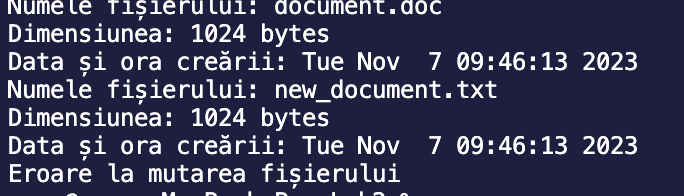 Numele fișierului: document.doc
Dimensiunea: 1024 bytes
Data și ora creării: Tue Nov  7 09:46:13 2023
Numele fișierului: new_document.txt
Dimensiunea: 1024 bytes
Data și ora creării: Tue Nov  7 09:46:13 2023
Eroare la mutarea fișierului